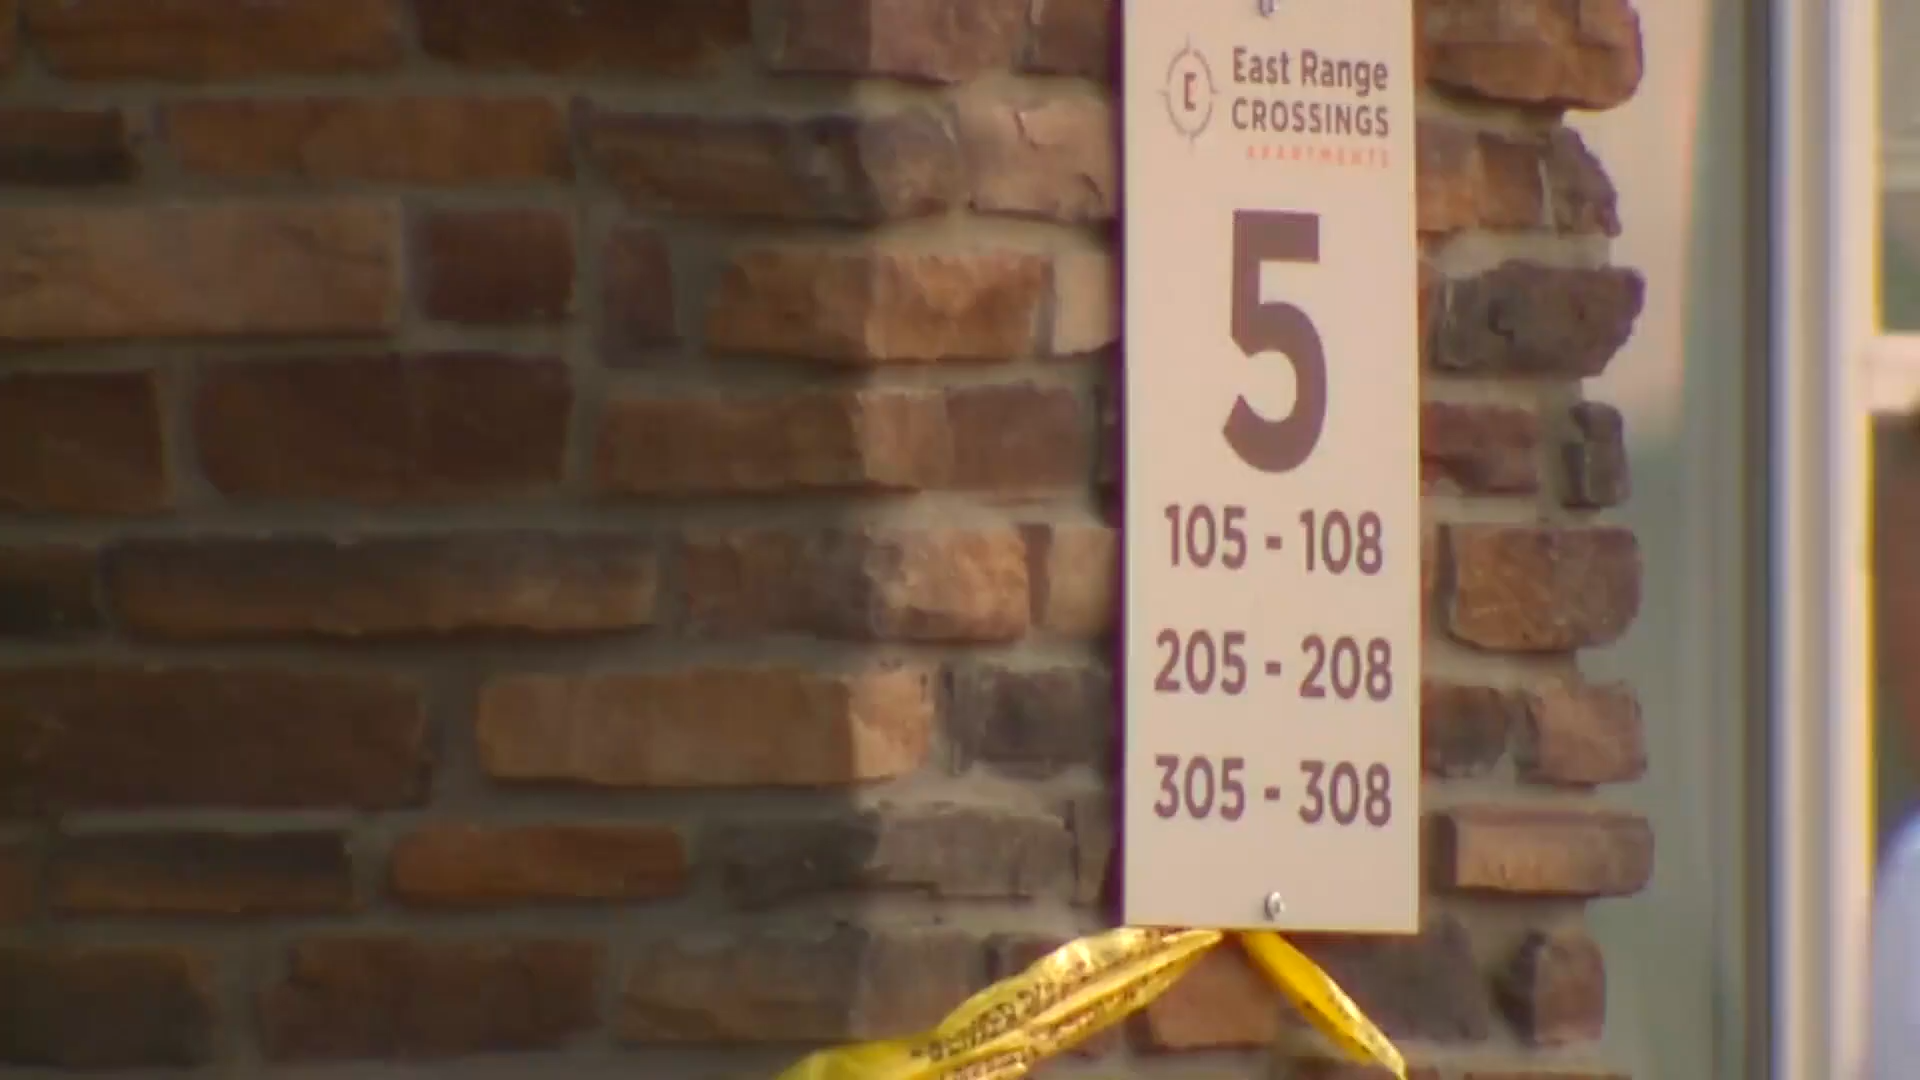 East Range
CROSSINGS
APARTMENTS
5
105 - 108
205 - 208
305 - 308